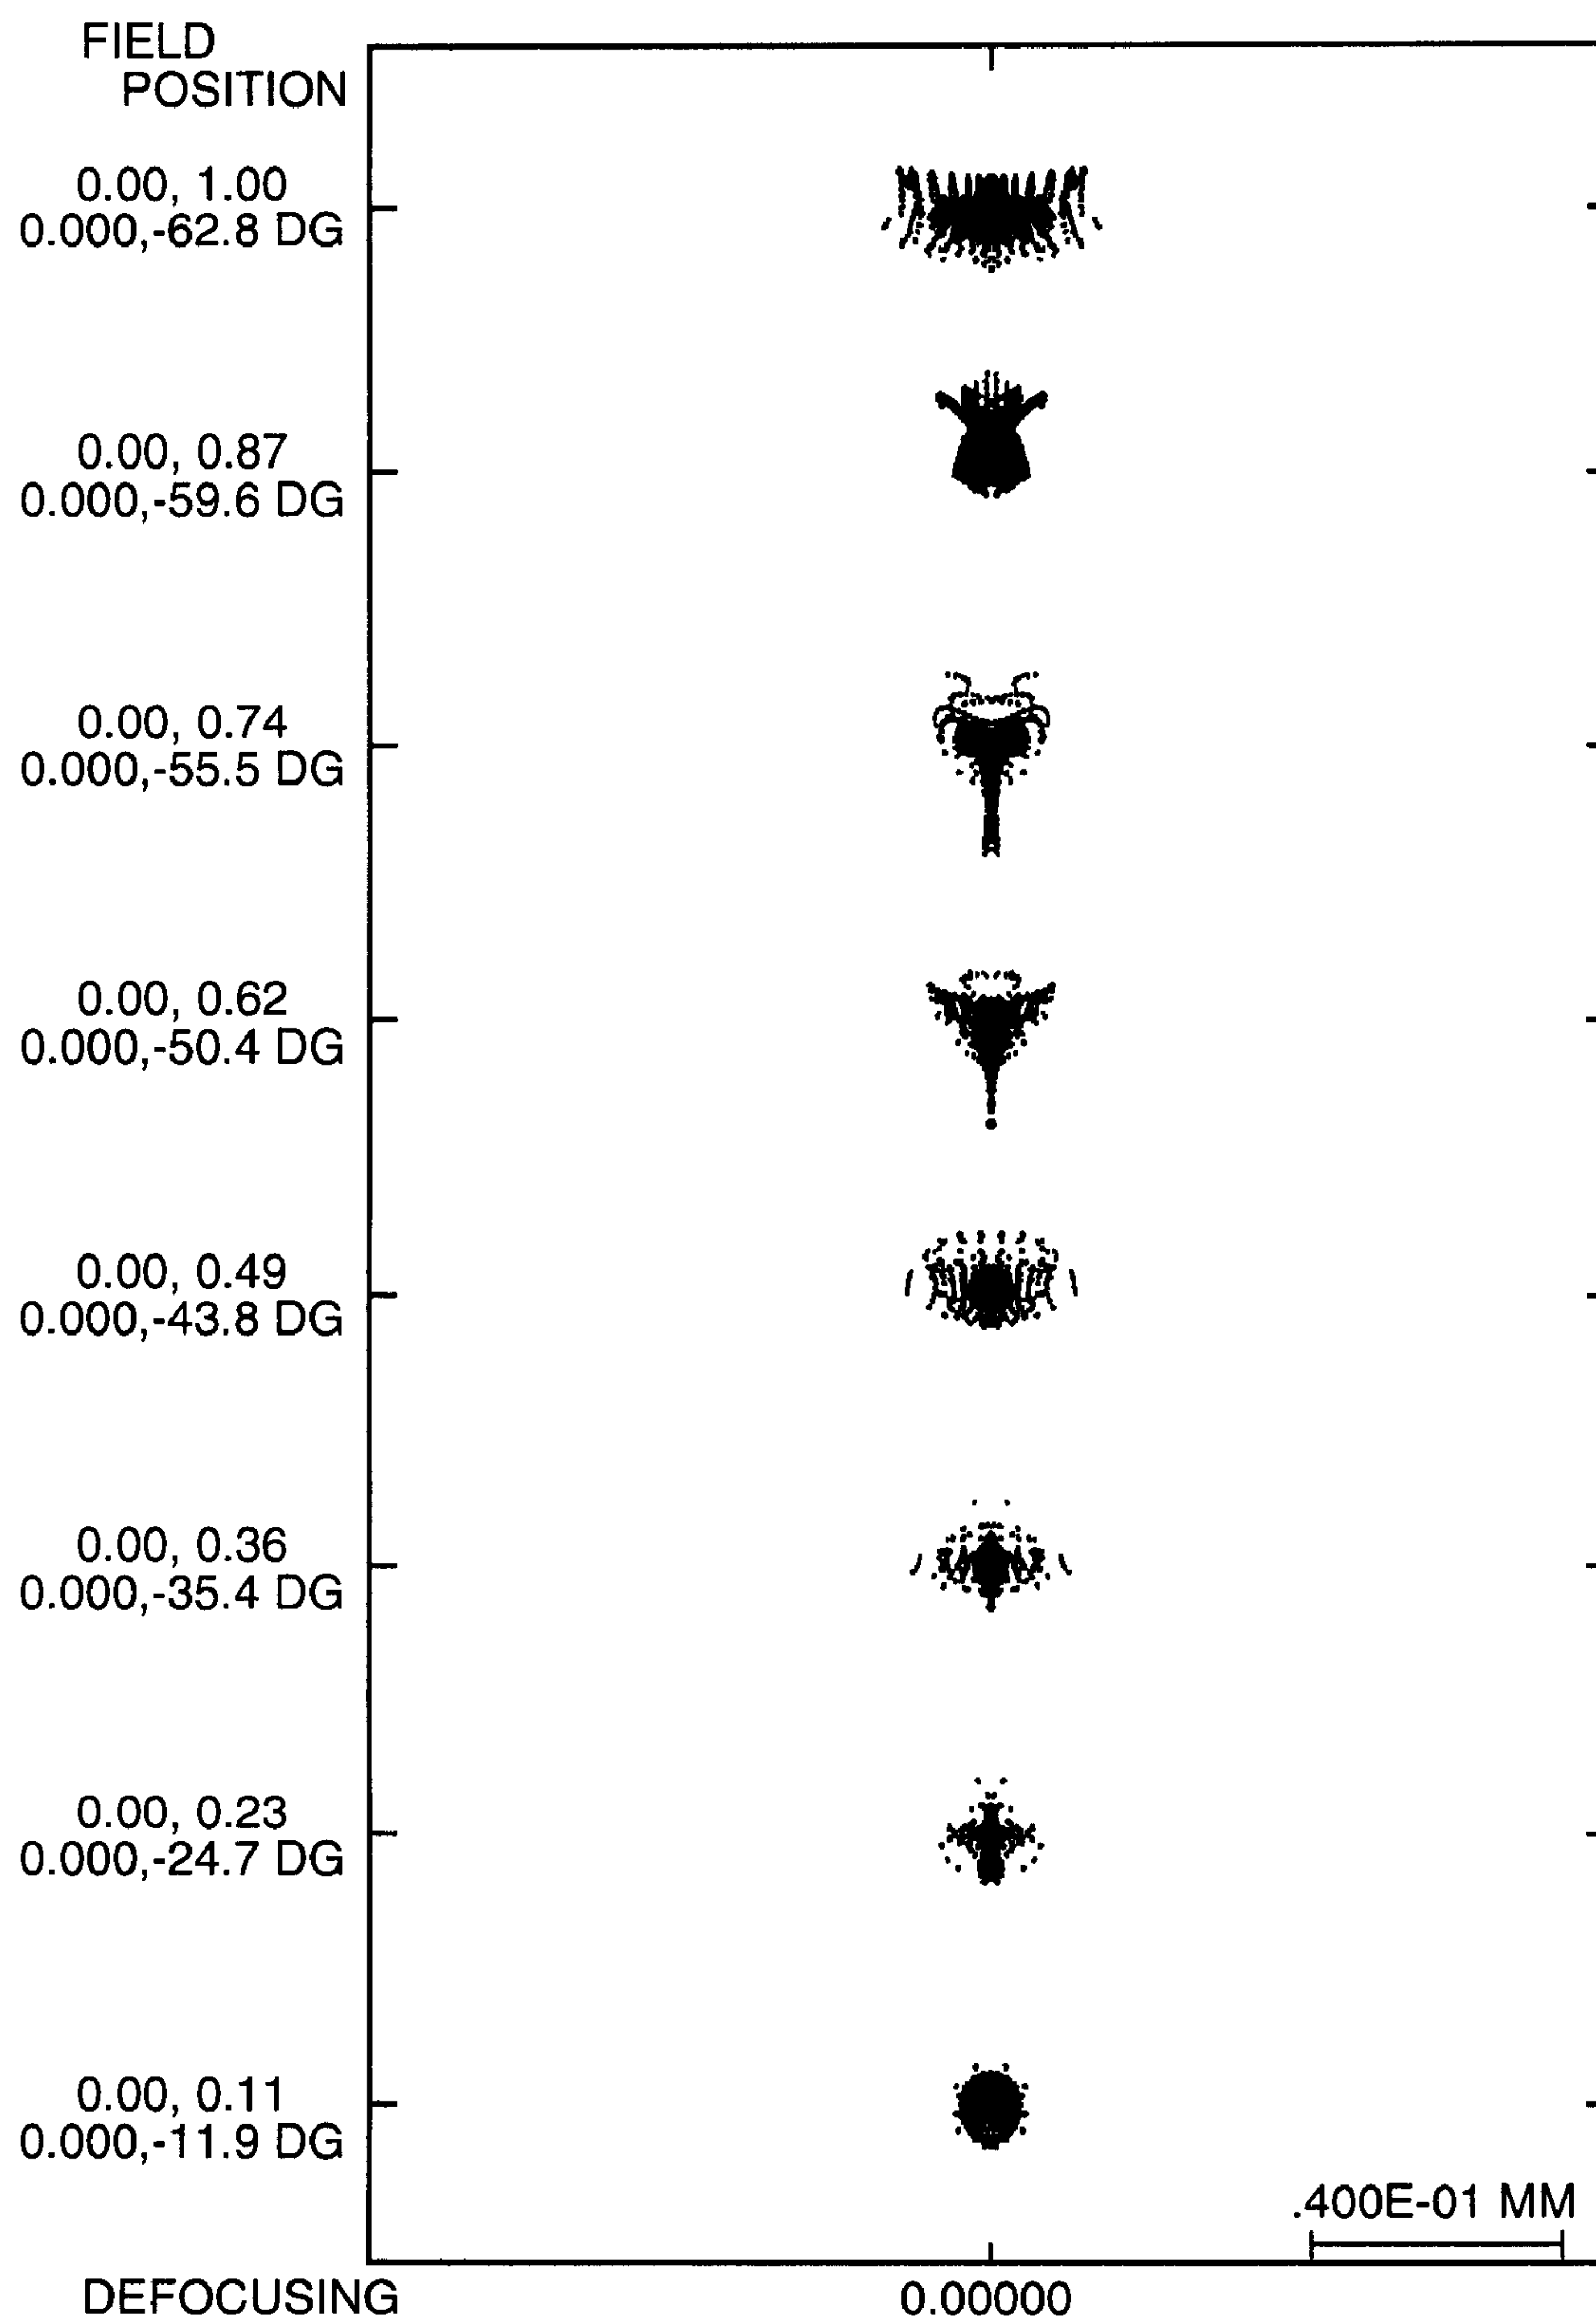 FIELD
POSITION
0.00, 1.00
0.000,-62.8 DG
0.00, 0.87
0.000,-59.6 DG
0.00, 0.74
0.000,-55.5 DG
0.00, 0.62
0.000,-50.4 DG
0.00, 0.49
0.000,-43.8 DG
0.00, 0.36
0.000,-35.4 DG
0.00, 0.23
0.000,-24.7 DG
0.00, 0.11
0.000,-11.9 DG
.400E-01 MM
DEFOCUSING 0.00000